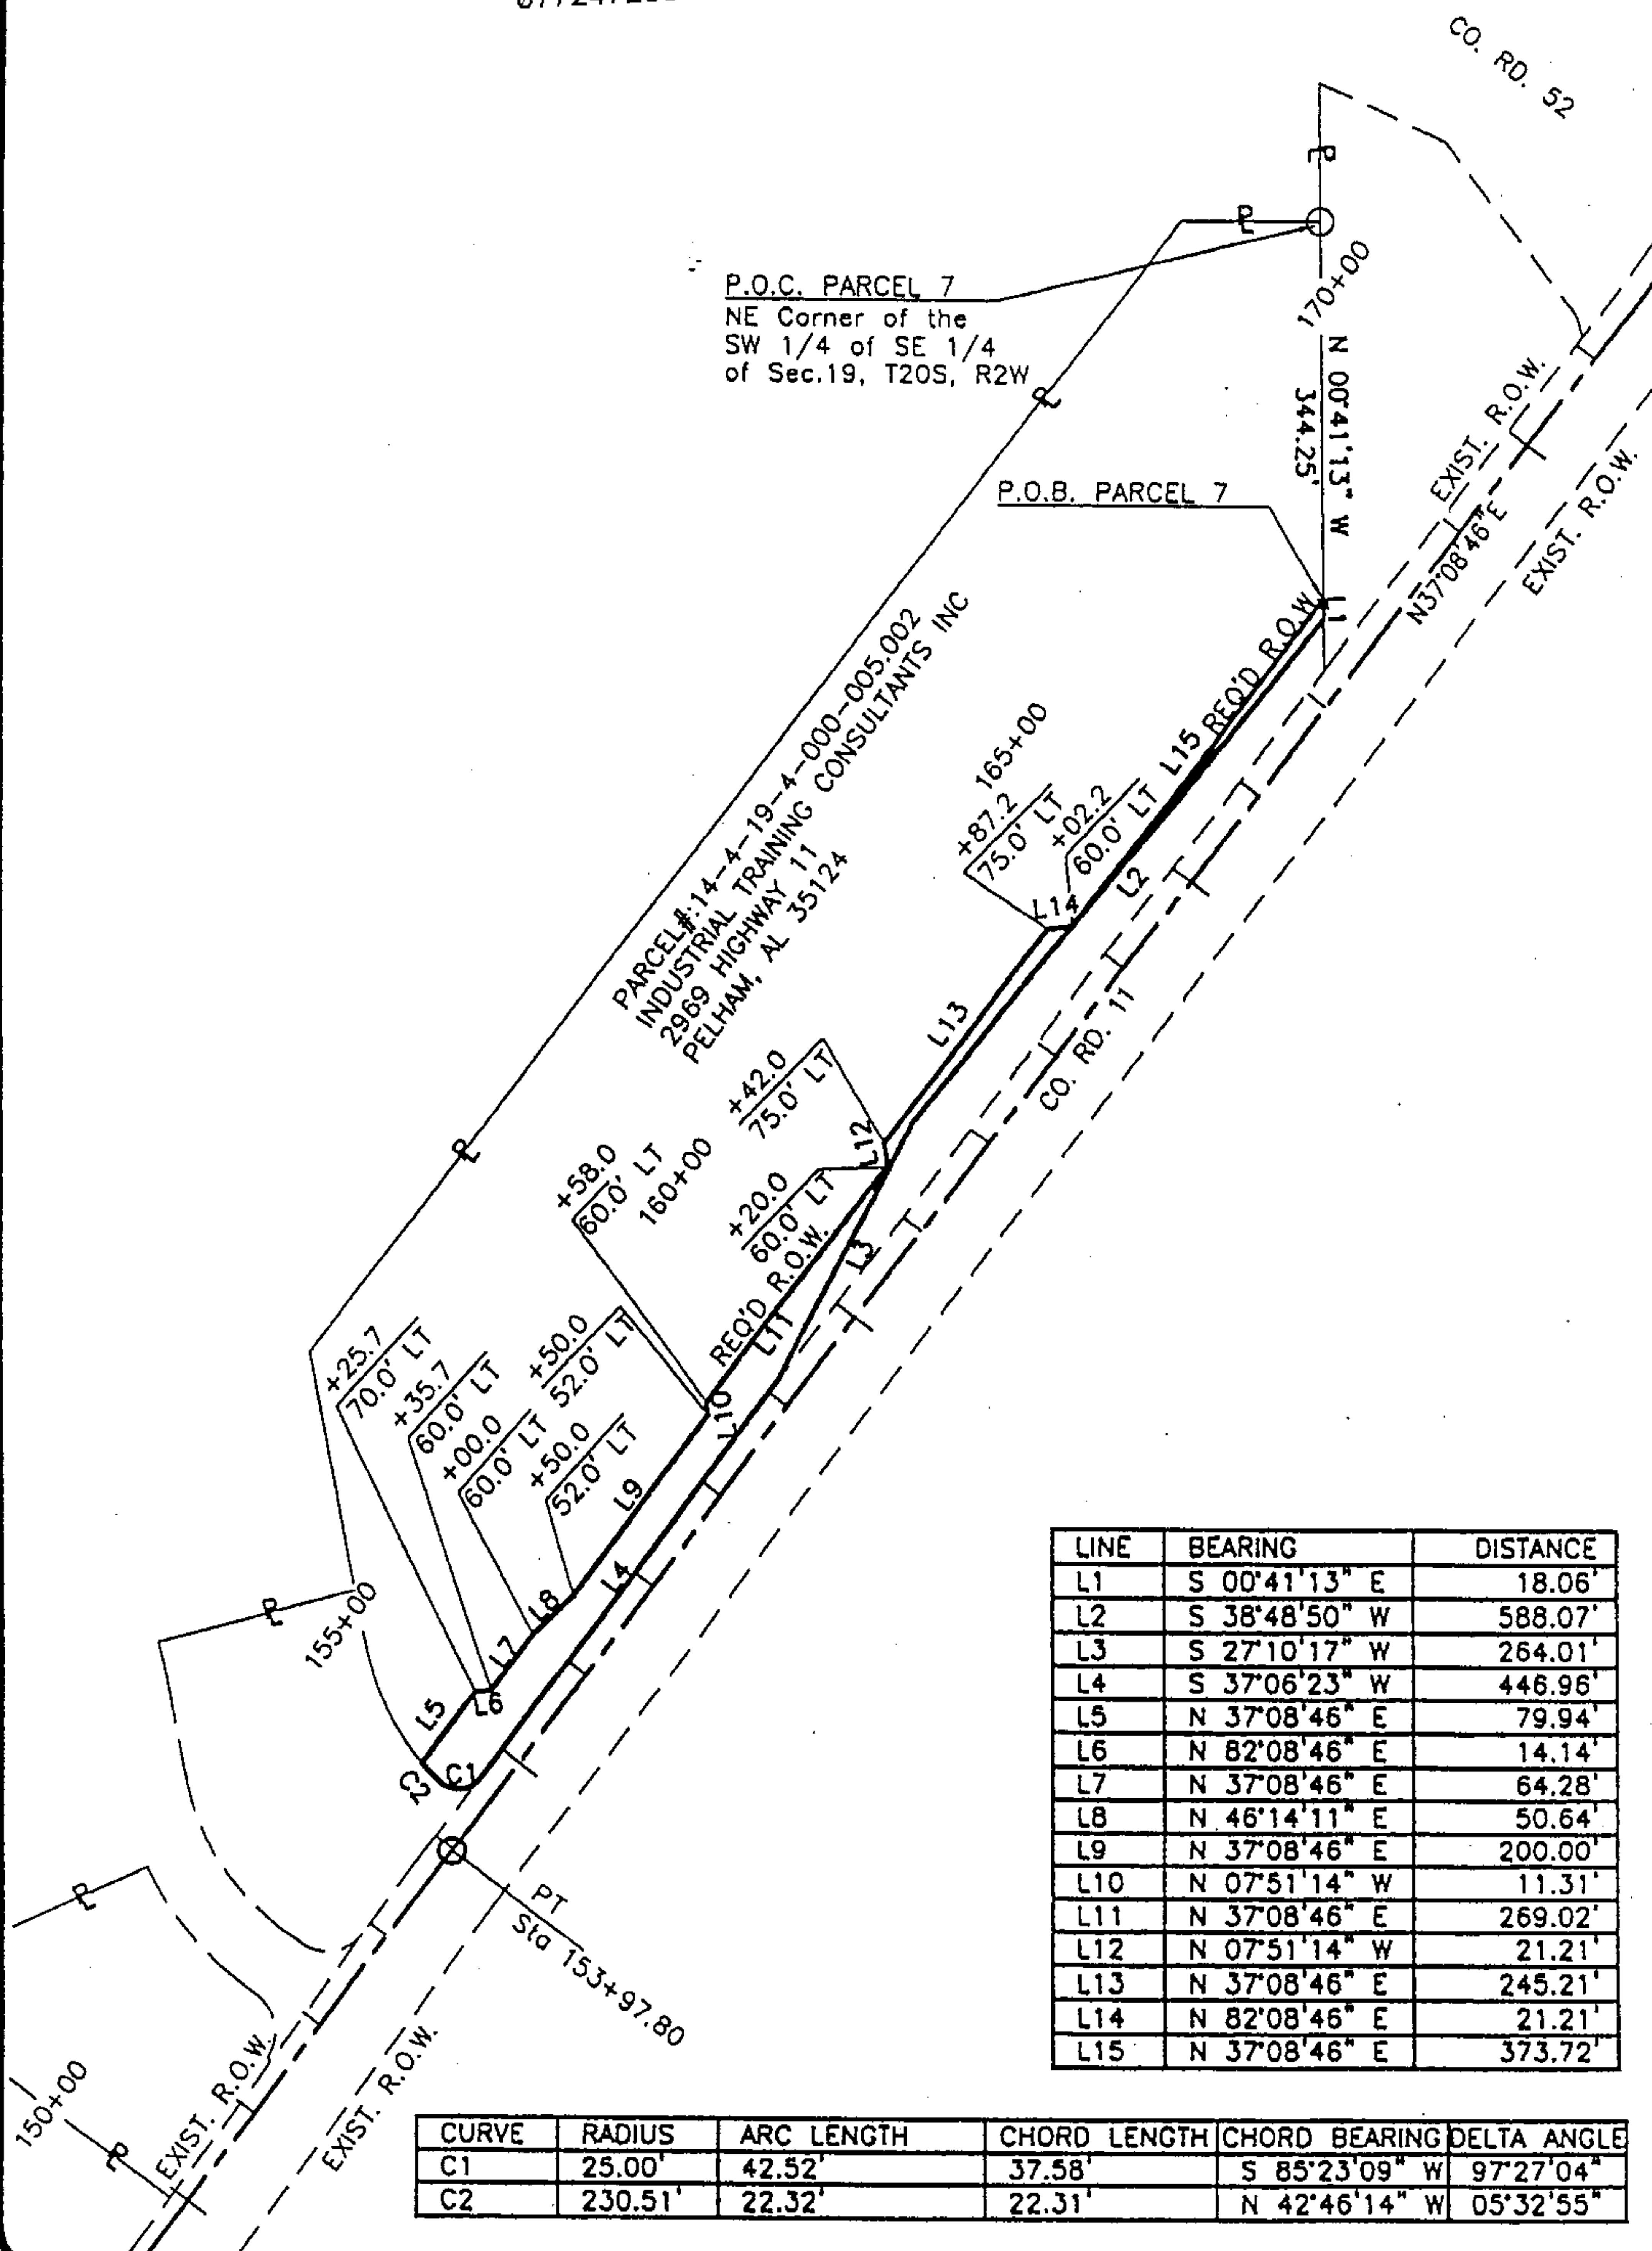 CO. RD. 52
170+00
P.O.C. PARCEL 7
NE Corner of the
SW 1/4 of SE 1/4
of Sec.19, T20S, R2W
N 00°41'13" W
344.25'
EXIST. R.O.W.
N37°08'46"E
EXIST. R.O.W.
P.O.B. PARCEL 7
L1
REQ'D R.O.W
L15
PARCEL#:14-4-19-4-000-005.002
INDUSTRIAL TRAINING CONSULTANTS INC
2969 HIGHWAY 11
PELHAM, AL 35124
165+00
+87.2
75.0' LT
+02.2
60.0' LT
L2
L14
L13
CO. RD. 11
+42.0
75.0' LT
L12
+58.0
60.0' LT
160+00
+20.0
60.0' LT
L3
REQ'D R.O.W.
L11
+25.7
70.0' LT
+35.7
60.0' LT
+00.0
60.0' LT
+50.0
52.0' LT
+50.0
52.0' LT
L10
L9
L4
L8
L7
155+00
L6
L5
C1
C2
PT
Sta 153+97.80
EXIST. R.O.W.
EXIST. R.O.W.
150+00
LINE BEARING DISTANCE
L1 S 00°41'13" E 18.06'
L2 S 38°48'50" W 588.07'
L3 S 27°10'17" W 264.01'
L4 S 37°06'23" W 446.96'
L5 N 37°08'46" E 79.94'
L6 N 82°08'46" E 14.14'
L7 N 37°08'46" E 64.28'
L8 N 46°14'11" E 50.64'
L9 N 37°08'46" E 200.00'
L10 N 07°51'14" W 11.31'
L11 N 37°08'46" E 269.02'
L12 N 07°51'14" W 21.21'
L13 N 37°08'46" E 245.21'
L14 N 82°08'46" E 21.21'
L15 N 37°08'46" E 373.72'
CURVE RADIUS ARC LENGTH CHORD LENGTH CHORD BEARING DELTA ANGLE
C1 25.00' 42.52' 37.58' S 85°23'09" W 97°27'04"
C2 230.51' 22.32' 22.31' N 42°46'14" W 05°32'55"